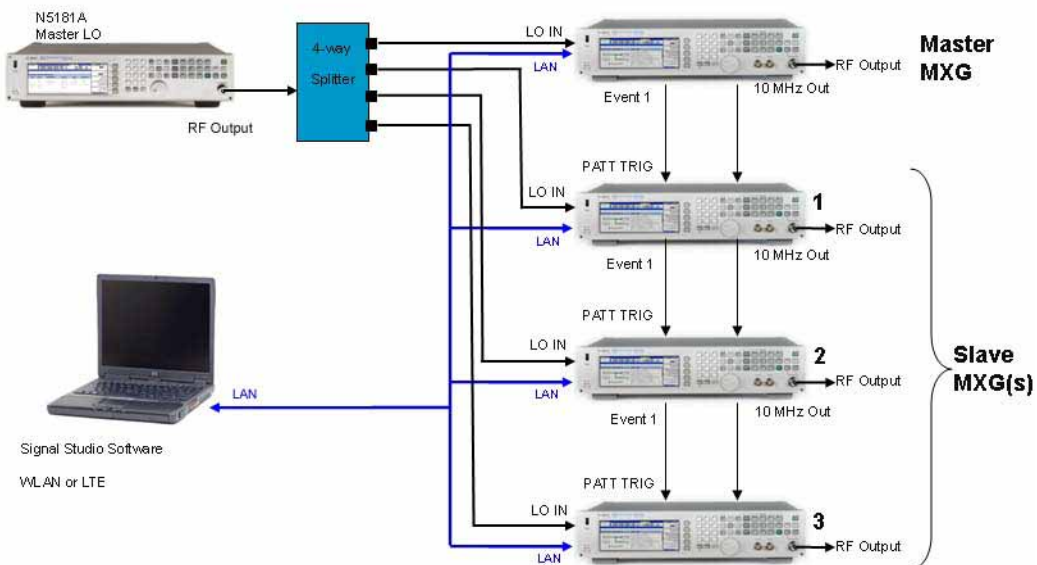 N5181A
Master LO
4-way
Splitter
RF Output
LO IN
LAN
RF Output
Master
MXG
Event 1
10 MHz Out
PATT TRIG
LO IN
LAN
1
RF Output
Event 1
10 MHz Out
PATT TRIG
LO IN
LAN
2
RF Output
Slave
MXG(s)
Event 1
10 MHz Out
LAN
Signal Studio Software
WLAN or LTE
PATT TRIG
LO IN
LAN
3
RF Output